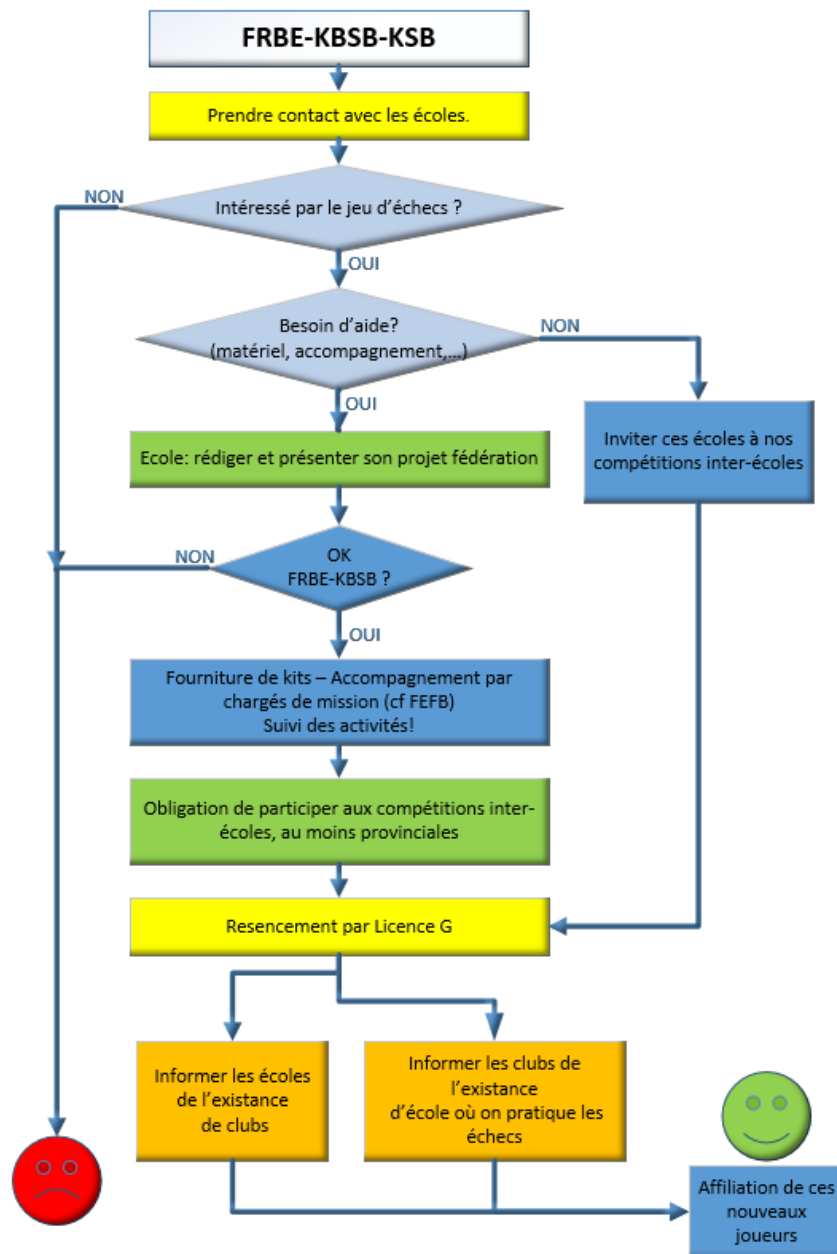 FRBE-KBSB-KSB
Prendre contact avec les écoles.
NON
Intéressé par le jeu d'échecs ?
OUI
Besoin d'aide?
(matériel, accompagnement,...)
NON
OUI
Inviter ces écoles à nos
compétitions inter-écoles
Ecole: rédiger et présenter son projet fédération
NON
OK
FRBE-KBSB ?
OUI
Fourniture de kits – Accompagnement par
chargés de mission (cf FEFB)
Suivi des activités!
Obligation de participer aux compétitions inter-
écoles, au moins provinciales
Resencement par Licence G
Informer les écoles
de l'existance
de clubs
Informer les clubs de
l'existance
d'école où on pratique les
échecs
Affiliation de ces
nouveaux
joueurs